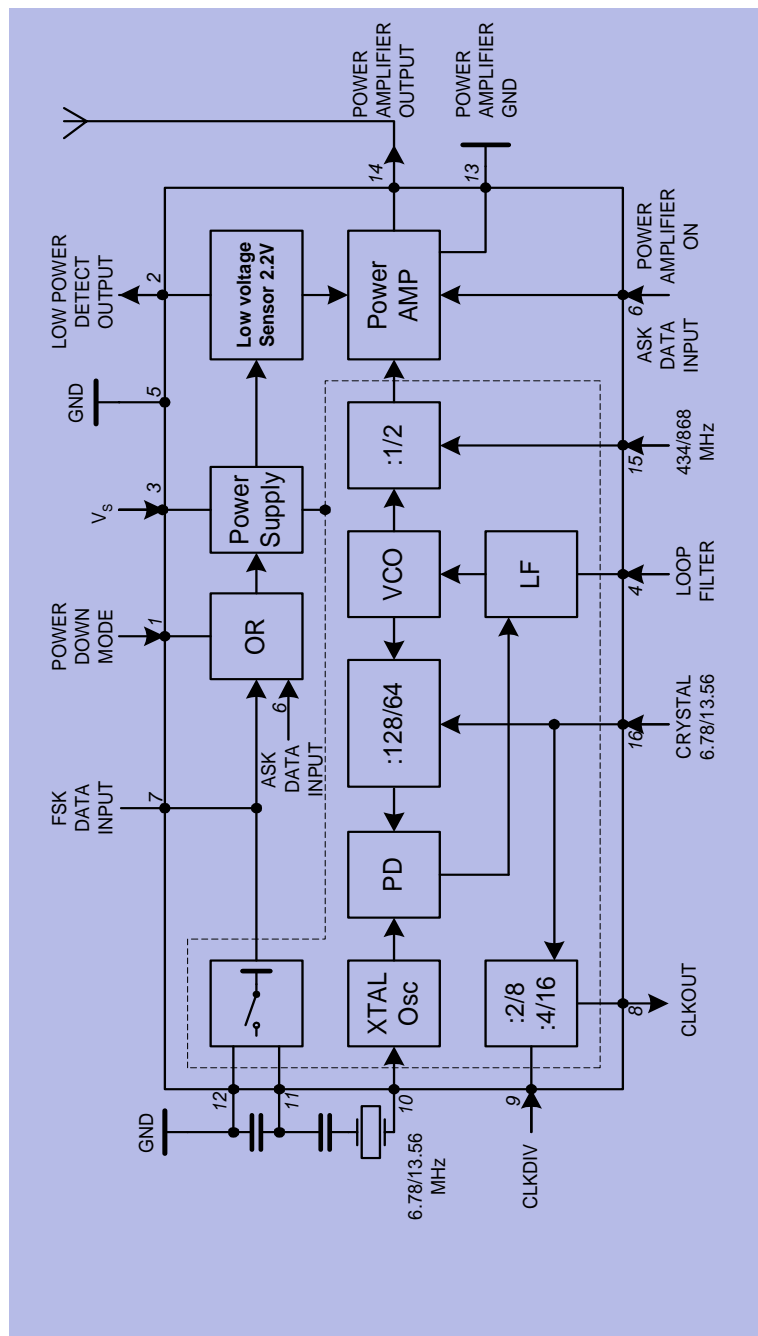 FSK
DATA
INPUT
7
POWER
DOWN
MODE
1
Vs
3
GND
5
LOW POWER
DETECT
OUTPUT
2
OR
6
ASK
DATA
INPUT
Power
Supply
Low voltage
Sensor 2.2V
GND
12
11
6.78/13.56
MHz
10
XTAL
Osc
PD
:128/64
VCO
:1/2
Power
AMP
14
POWER
AMPLIFIER
OUTPUT
13
POWER
AMPLIFIER
GND
CLKDIV
9
:2/8
:4/16
LF
8
CLKOUT
16
CRYSTAL
6.78/13.56
4
LOOP
FILTER
15
434/868
MHz
6
ASK DATA
INPUT
POWER
AMPLIFIER
ON